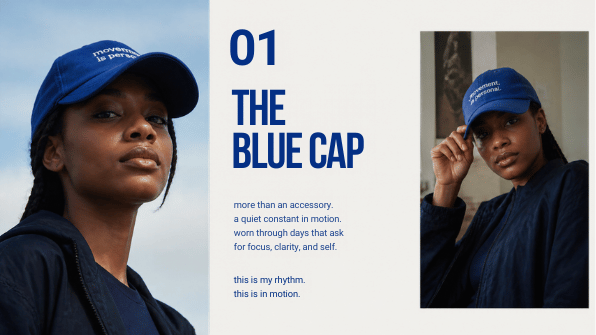 movement
is personal.
01
THE
BLUE CAP
more than an accessory.
a quiet constant in motion.
worn through days that ask
for focus, clarity, and self.
this is my rhythm.
this is in motion.
movement,
is personal.